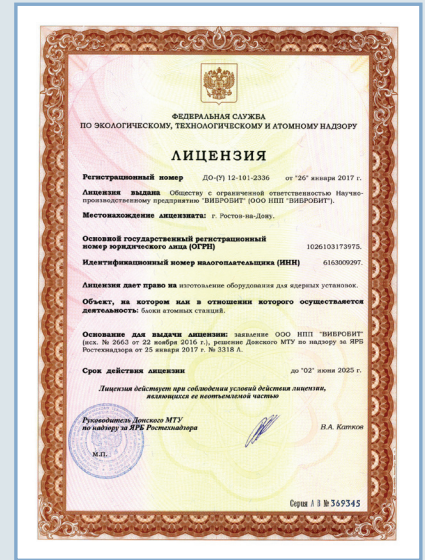 ФЕДЕРАЛЬНАЯ СЛУЖБА
ПО ЭКОЛОГИЧЕСКОМУ, ТЕХНОЛОГИЧЕСКОМУ И АТОМНОМУ НАДЗОРУ
ЛИЦЕНЗИЯ
Регистрационный номер ДО-(У) 12-101-2336 от "26" января 2017 г.
Лицензия выдана Обществу с ограниченной ответственностью Научно-
производственному предприятию "ВИБРОБИТ" (ООО НПП "ВИБРОБИТ").
Местонахождение лицензиата: г. Ростов-на-Дону.
Основной государственный регистрационный
номер юридического лица (ОГРН) 1026103173975.
Идентификационный номер налогоплательщика (ИНН) 6163009297.
Лицензия дает право на изготовление оборудования для ядерных установок.
Объект, на котором или в отношении которого осуществляется
деятельность: блоки атомных станций.
Основание для выдачи лицензии: заявление ООО НПП "ВИБРОБИТ"
(исх. № 2663 от 22 ноября 2016 г.), решение Донского МТУ по надзору за ЯРБ
Ростехнадзора от 25 января 2017 г. № 3318 Л.
Срок действия лицензии до "02" июня 2025 г.
Лицензия действует при соблюдении условий действия лицензии,
являющихся ее неотъемлемой частью
Руководитель Донского МТУ
по надзору за ЯРБ Ростехнадзора
В.А. Катков
М.П.
Серия А В № 369345